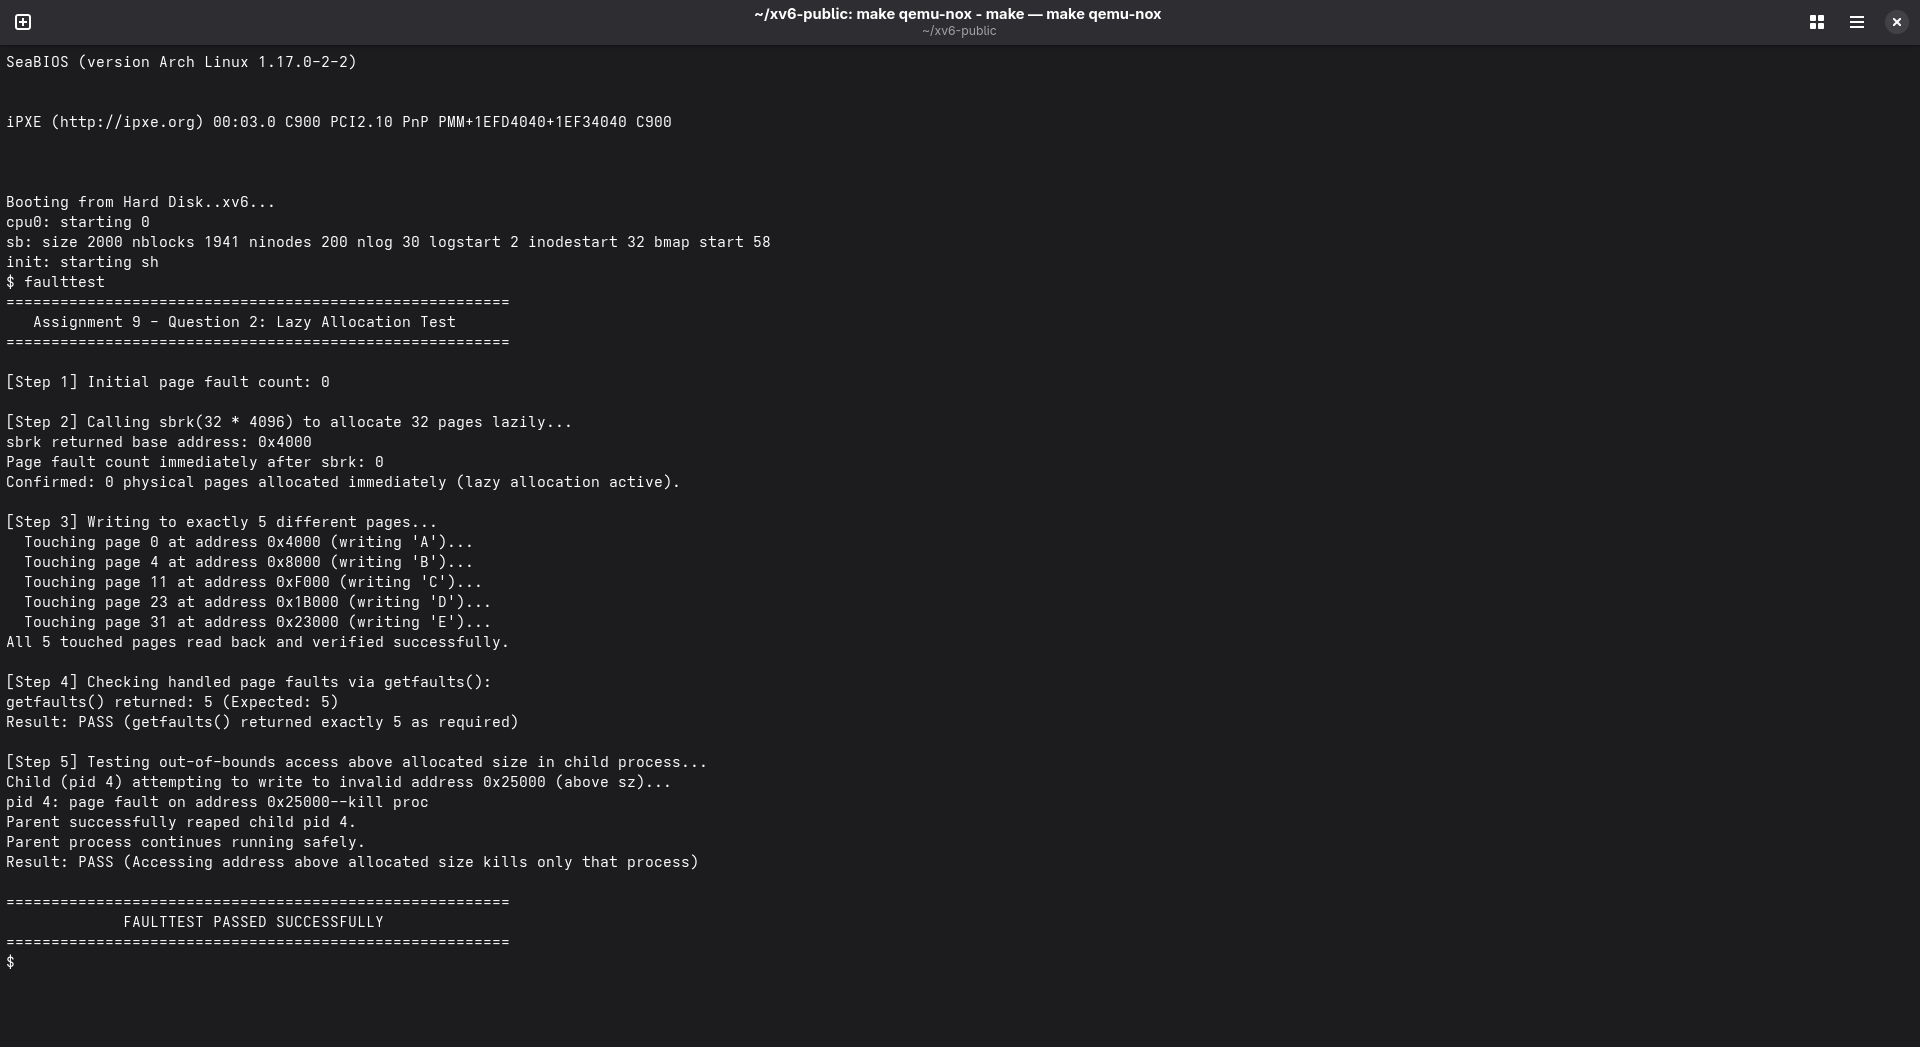 ~/xv6-public: make qemu-nox - make — make qemu-nox
~/xv6-public
SeaBIOS (version Arch Linux 1.17.0-2-2)
iPXE (http://ipxe.org) 00:03.0 C900 PCI2.10 PnP PMM+1EFD4040+1EF34040 C900
Booting from Hard Disk..xv6...
cpu0: starting 0
sb: size 2000 nblocks 1941 ninodes 200 nlog 30 logstart 2 inodestart 32 bmap start 58
init: starting sh
$ faulttest
========================================================
   Assignment 9 - Question 2: Lazy Allocation Test
========================================================
[Step 1] Initial page fault count: 0
[Step 2] Calling sbrk(32 * 4096) to allocate 32 pages lazily...
sbrk returned base address: 0x4000
Page fault count immediately after sbrk: 0
Confirmed: 0 physical pages allocated immediately (lazy allocation active).
[Step 3] Writing to exactly 5 different pages...
  Touching page 0 at address 0x4000 (writing 'A')...
  Touching page 4 at address 0x8000 (writing 'B')...
  Touching page 11 at address 0xF000 (writing 'C')...
  Touching page 23 at address 0x1B000 (writing 'D')...
  Touching page 31 at address 0x23000 (writing 'E')...
All 5 touched pages read back and verified successfully.
[Step 4] Checking handled page faults via getfaults():
getfaults() returned: 5 (Expected: 5)
Result: PASS (getfaults() returned exactly 5 as required)
[Step 5] Testing out-of-bounds access above allocated size in child process...
Child (pid 4) attempting to write to invalid address 0x25000 (above sz)...
pid 4: page fault on address 0x25000--kill proc
Parent successfully reaped child pid 4.
Parent process continues running safely.
Result: PASS (Accessing address above allocated size kills only that process)
========================================================
             FAULTTEST PASSED SUCCESSFULLY
========================================================
$